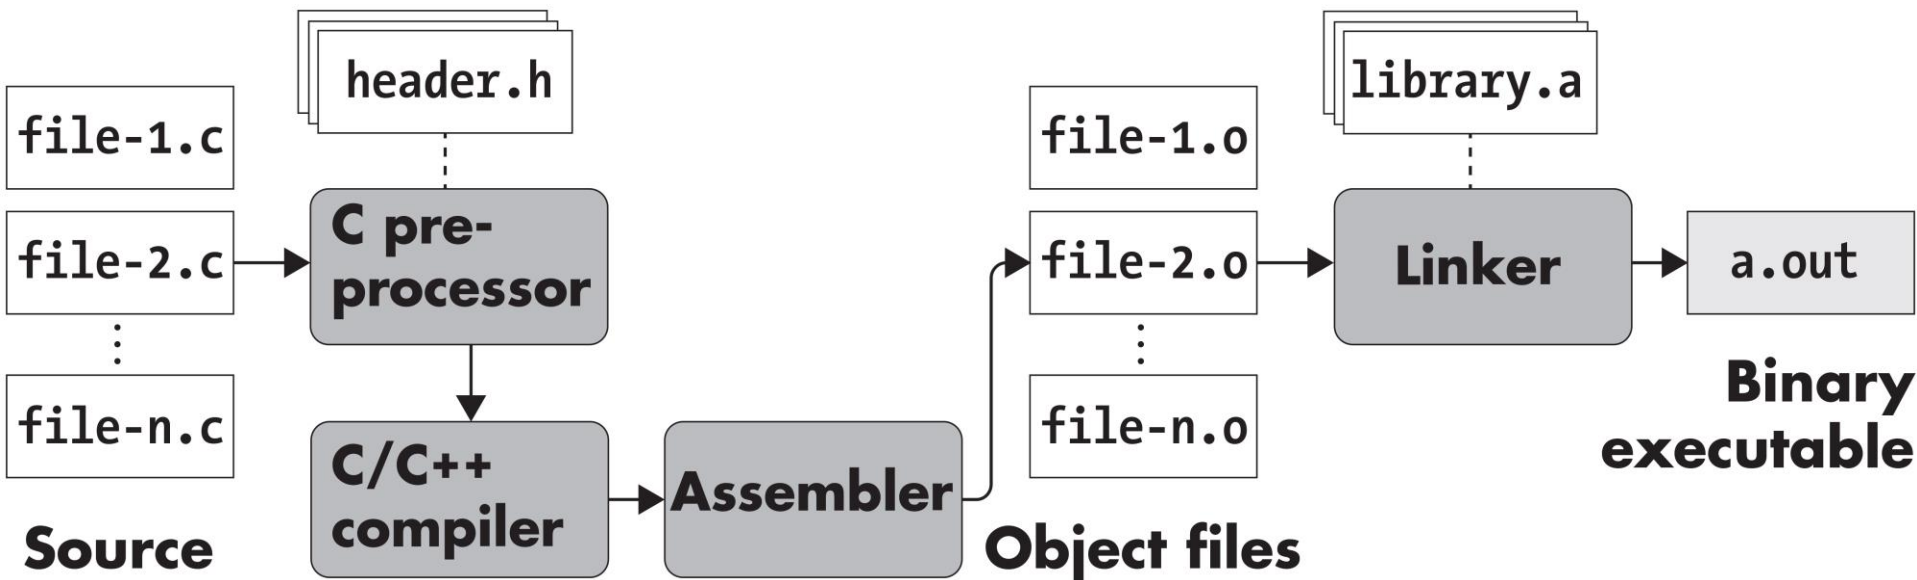 file-1.c
file-2.c
file-n.c
Source
header.h
C pre-
processor
C/C++
compiler
Assembler
file-1.o
file-2.o
file-n.o
Object files
library.a
Linker
a.out
Binary
executable